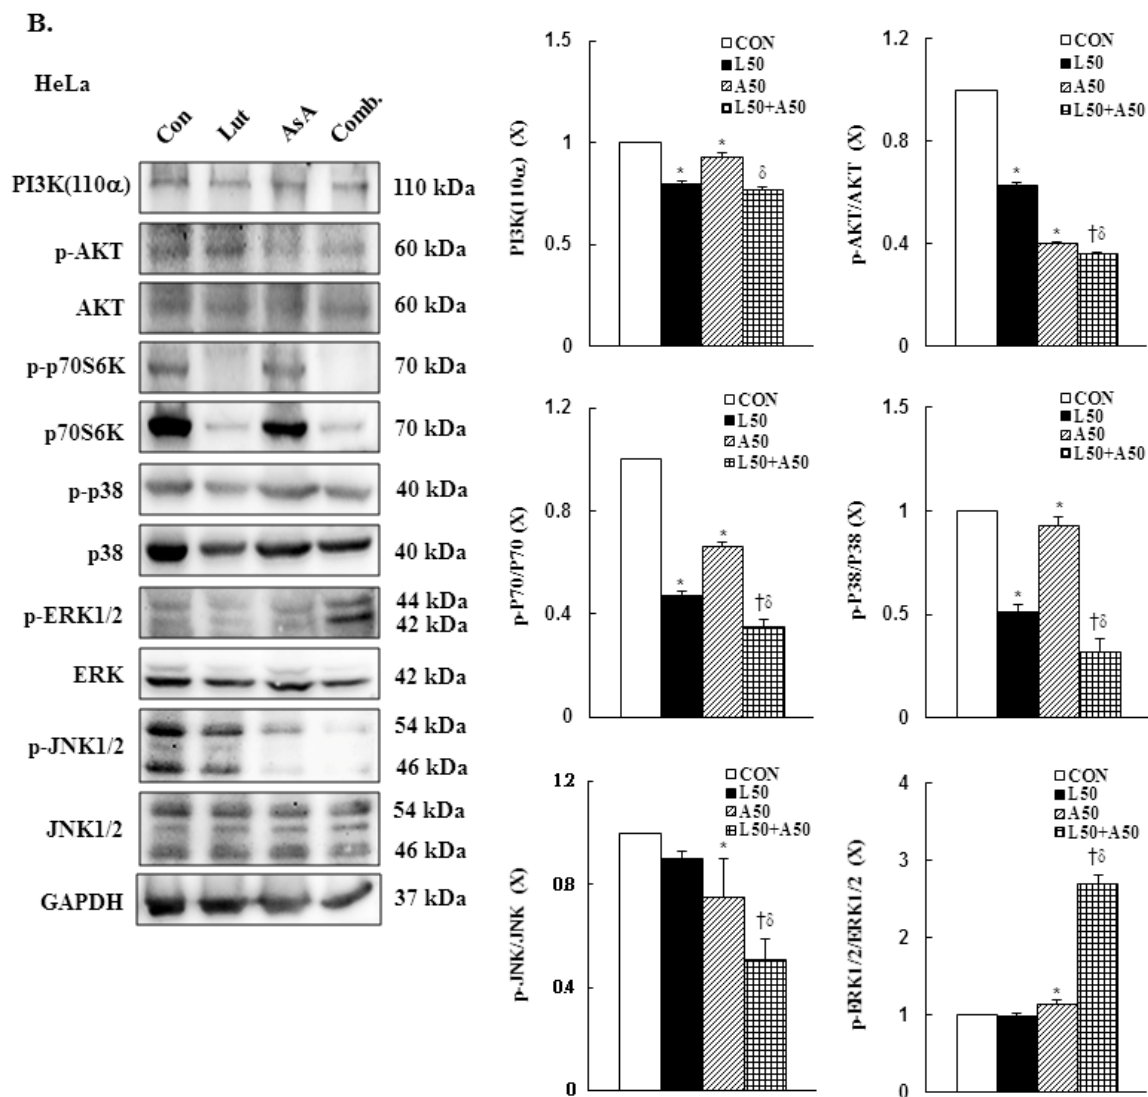 B.
HeLa
Con Lut AsA Comb.
PI3K(110α) 110 kDa
p-AKT 60 kDa
AKT 60 kDa
p-p70S6K 70 kDa
p70S6K 70 kDa
p-p38 40 kDa
p38 40 kDa
p-ERK1/2 44 kDa
42 kDa
ERK 42 kDa
p-JNK1/2 54 kDa
46 kDa
JNK1/2 54 kDa
46 kDa
GAPDH 37 kDa
PI3K(110α) (X)
1.5
1
0.5
0
CON
L50
A50
L50+A50
*
*
δ
p-AKT/AKT (X)
1.2
0.8
0.4
0
CON
L50
A50
L50+A50
*
*
†δ
p-P70/P70 (X)
1.2
0.8
0.4
0
CON
L50
A50
L50+A50
*
*
†δ
p-P38/P38 (X)
1.5
1
0.5
0
CON
L50
A50
L50+A50
*
*
†δ
p-JNK/JNK (X)
1.2
0.8
0.4
0
CON
L50
A50
L50+A50
*
†δ
p-ERK1/2/ERK1/2 (X)
4
3
2
1
0
CON
L50
A50
L50+A50
*
†δ